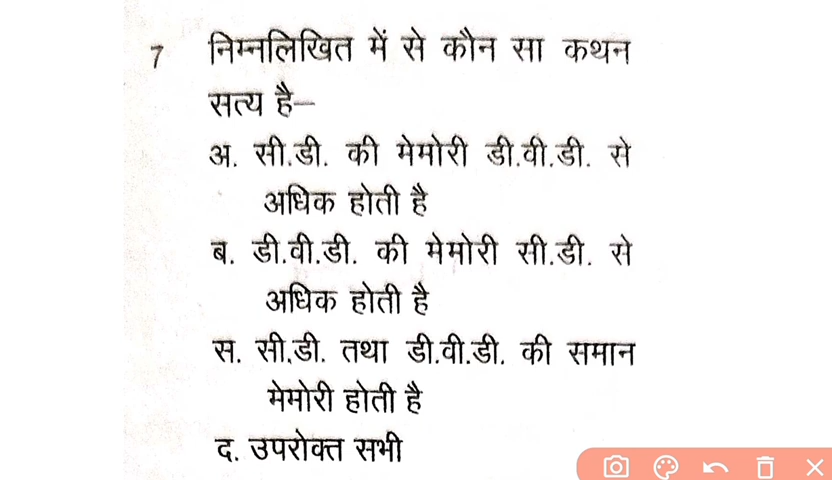 7 निम्नलिखित में से कौन सा कथन
सत्य है–
अ. सी.डी. की मेमोरी डी.वी.डी. से
अधिक होती है
ब. डी.वी.डी. की मेमोरी सी.डी. से
अधिक होती है
स. सी.डी. तथा डी.वी.डी. की समान
मेमोरी होती है
द. उपरोक्त सभी